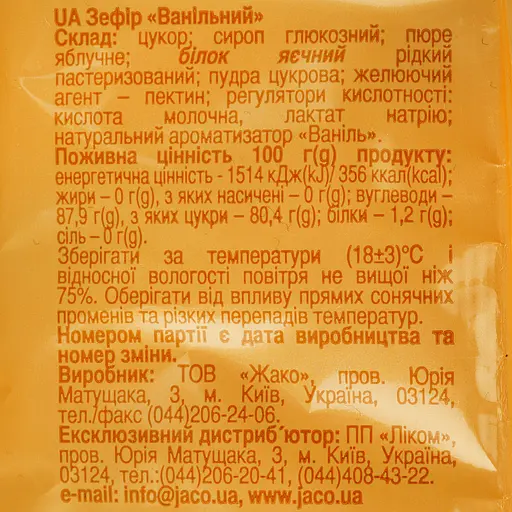 UA Зефір «Ванільний»
Склад: цукор; сироп глюкозний; пюре
яблучне; білок яєчний рідкий
пастеризований; пудра цукрова; желюючий
агент – пектин; регулятори кислотності:
кислота молочна, лактат натрію;
натуральний ароматизатор «Ваніль».
Поживна цінність 100 г(g) продукту:
енергетична цінність - 1514 кДж(kJ)/ 356 ккал(kcal);
жири – 0 г(g), з яких насичені – 0 г(g); вуглеводи –
87,9 г(g), з яких цукри – 80,4 г(g); білки – 1,2 г(g);
сіль – 0 г(g).
Зберігати за температури (18±3)°С і
відносної вологості повітря не вищої ніж
75%. Оберігати від впливу прямих сонячних
променів та різких перепадів температур.
Номером партії є дата виробництва та
номер зміни.
Виробник: ТОВ «Жако», пров. Юрія
Матущака, 3, м. Київ, Україна, 03124,
тел./факс (044)206-24-06.
Ексклюзивний дистриб´ютор: ПП «Ліком»,
пров. Юрія Матущака, 3, м. Київ, Україна,
03124, тел.:(044)206-20-41, (044)408-43-22.
e-mail: info@jaco.ua, www.jaco.ua